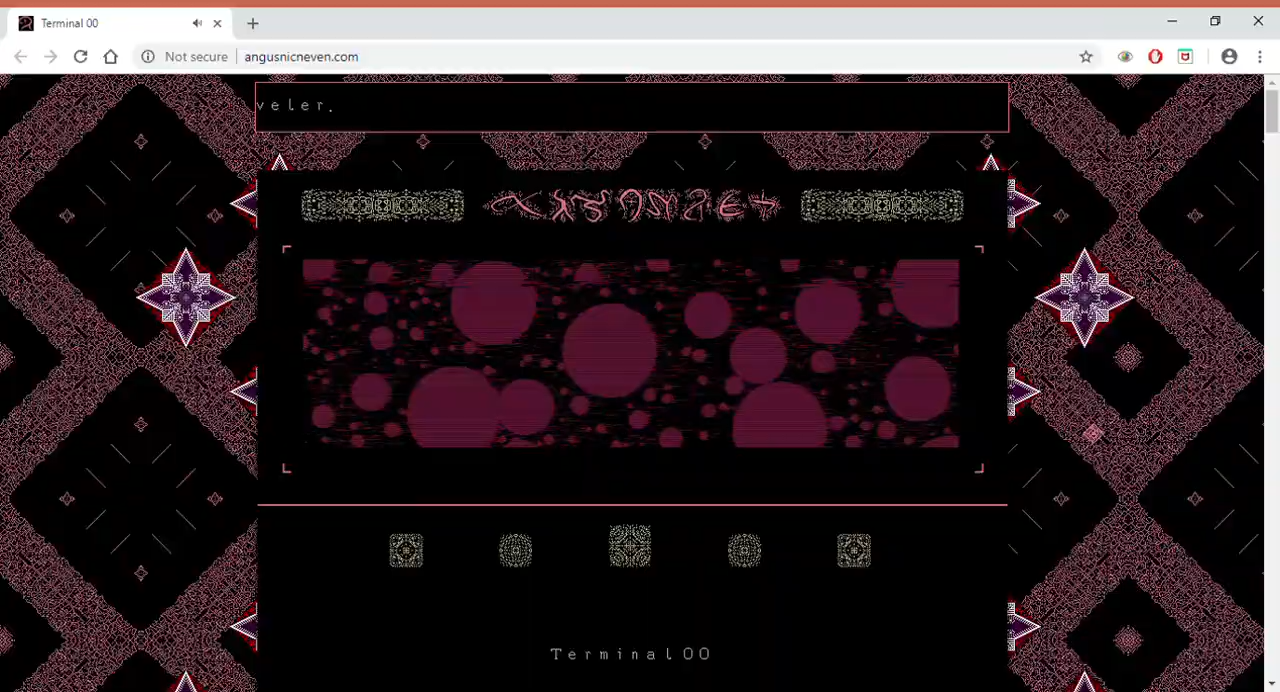 Terminal 00
Not secure
angusnicneven.com
veler.
Terminal00